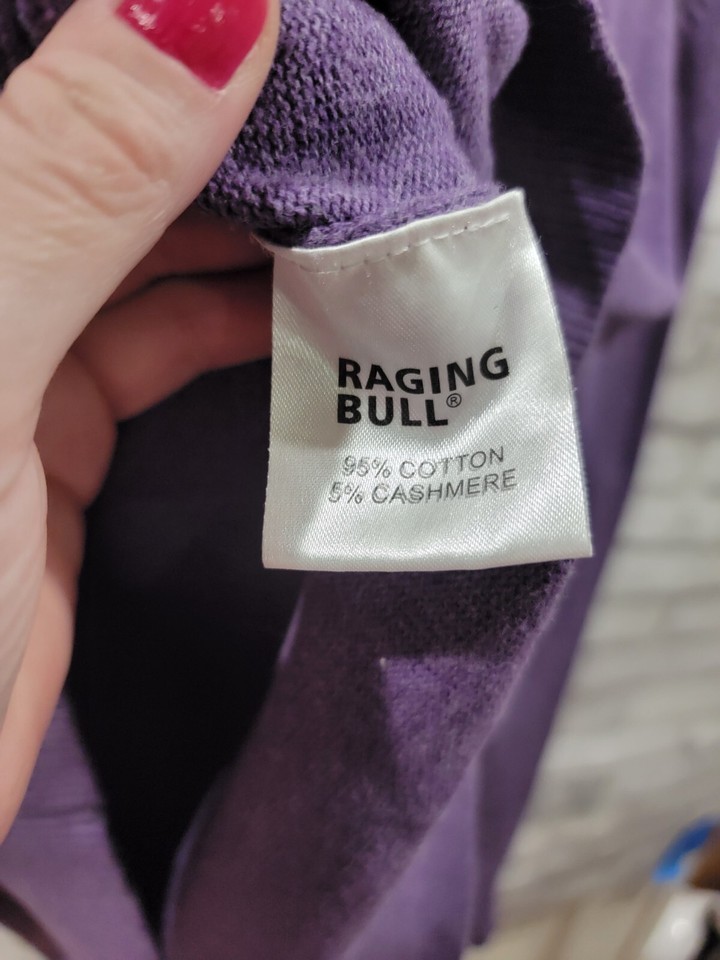 RAGING
BULL®
95% COTTON
5% CASHMERE